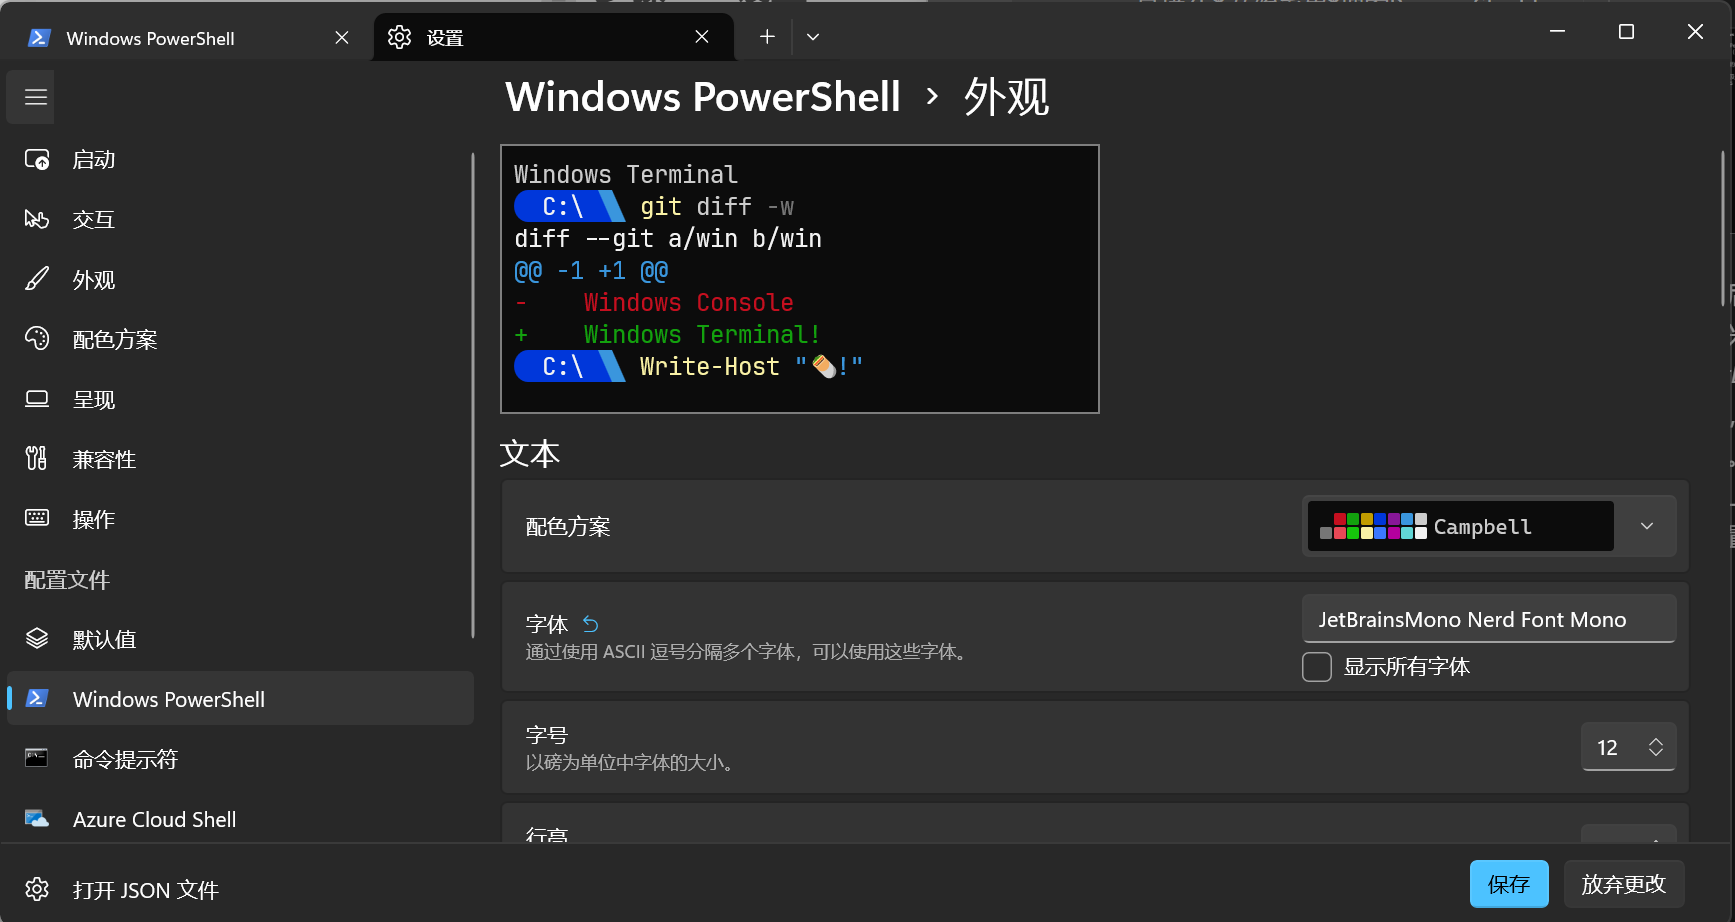 Windows PowerShell
设置
Windows PowerShell › 外观
启动
交互
外观
配色方案
呈现
兼容性
操作
配置文件
默认值
Windows PowerShell
命令提示符
Azure Cloud Shell
打开 JSON 文件
Windows Terminal
C:\ git diff -w
diff --git a/win b/win
@@ -1 +1 @@
-    Windows Console
+    Windows Terminal!
C:\ Write-Host "🌯!"
文本
配色方案
Campbell
字体
通过使用 ASCII 逗号分隔多个字体，可以使用这些字体。
JetBrainsMono Nerd Font Mono
显示所有字体
字号
以磅为单位中字体的大小。
12
行高
保存
放弃更改